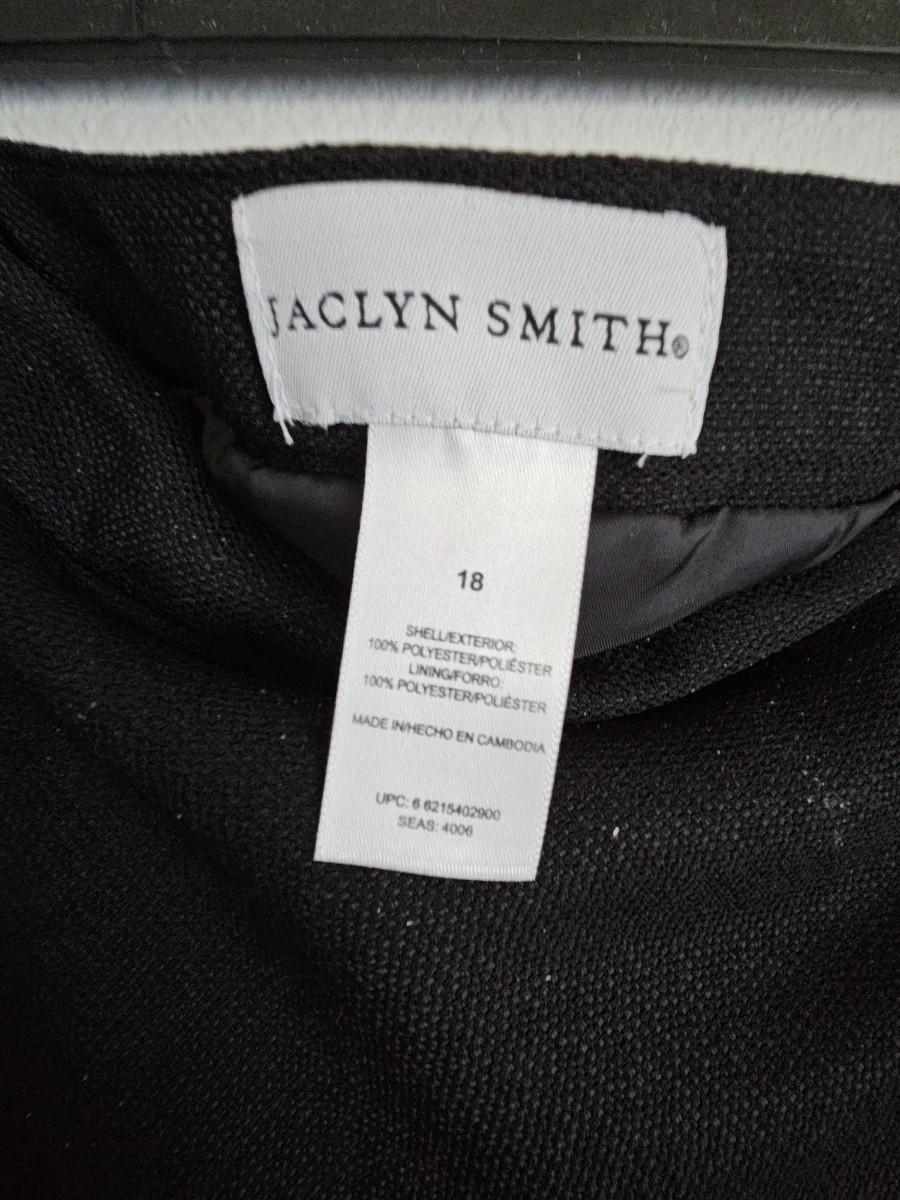 JACLYN SMITH®
18
SHELL/EXTERIOR:
100% POLYESTER/POLIÉSTER
LINING/FORRO:
100% POLYESTER/POLIÉSTER
MADE IN/HECHO EN CAMBODIA
UPC: 6 6215402900
SEAS: 4006